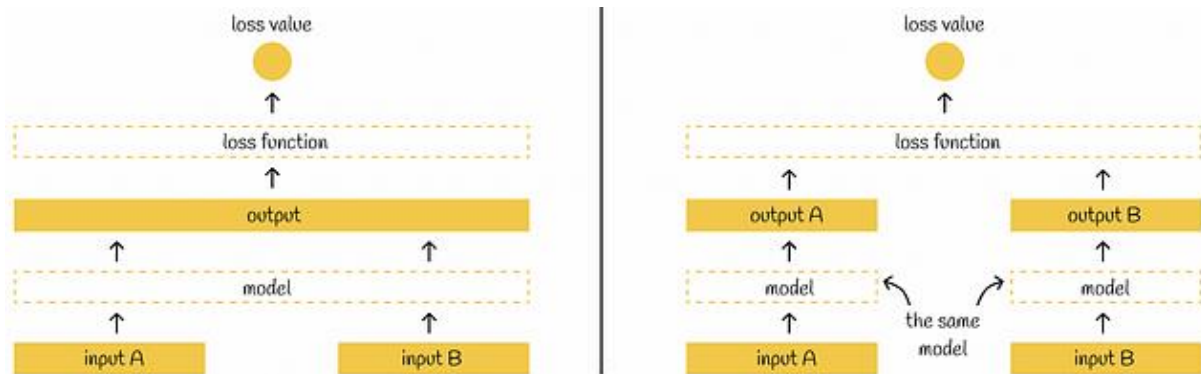 loss value
loss function
output
model
input A
input B
loss value
loss function
output A
output B
model
model
the same
model
input A
input B